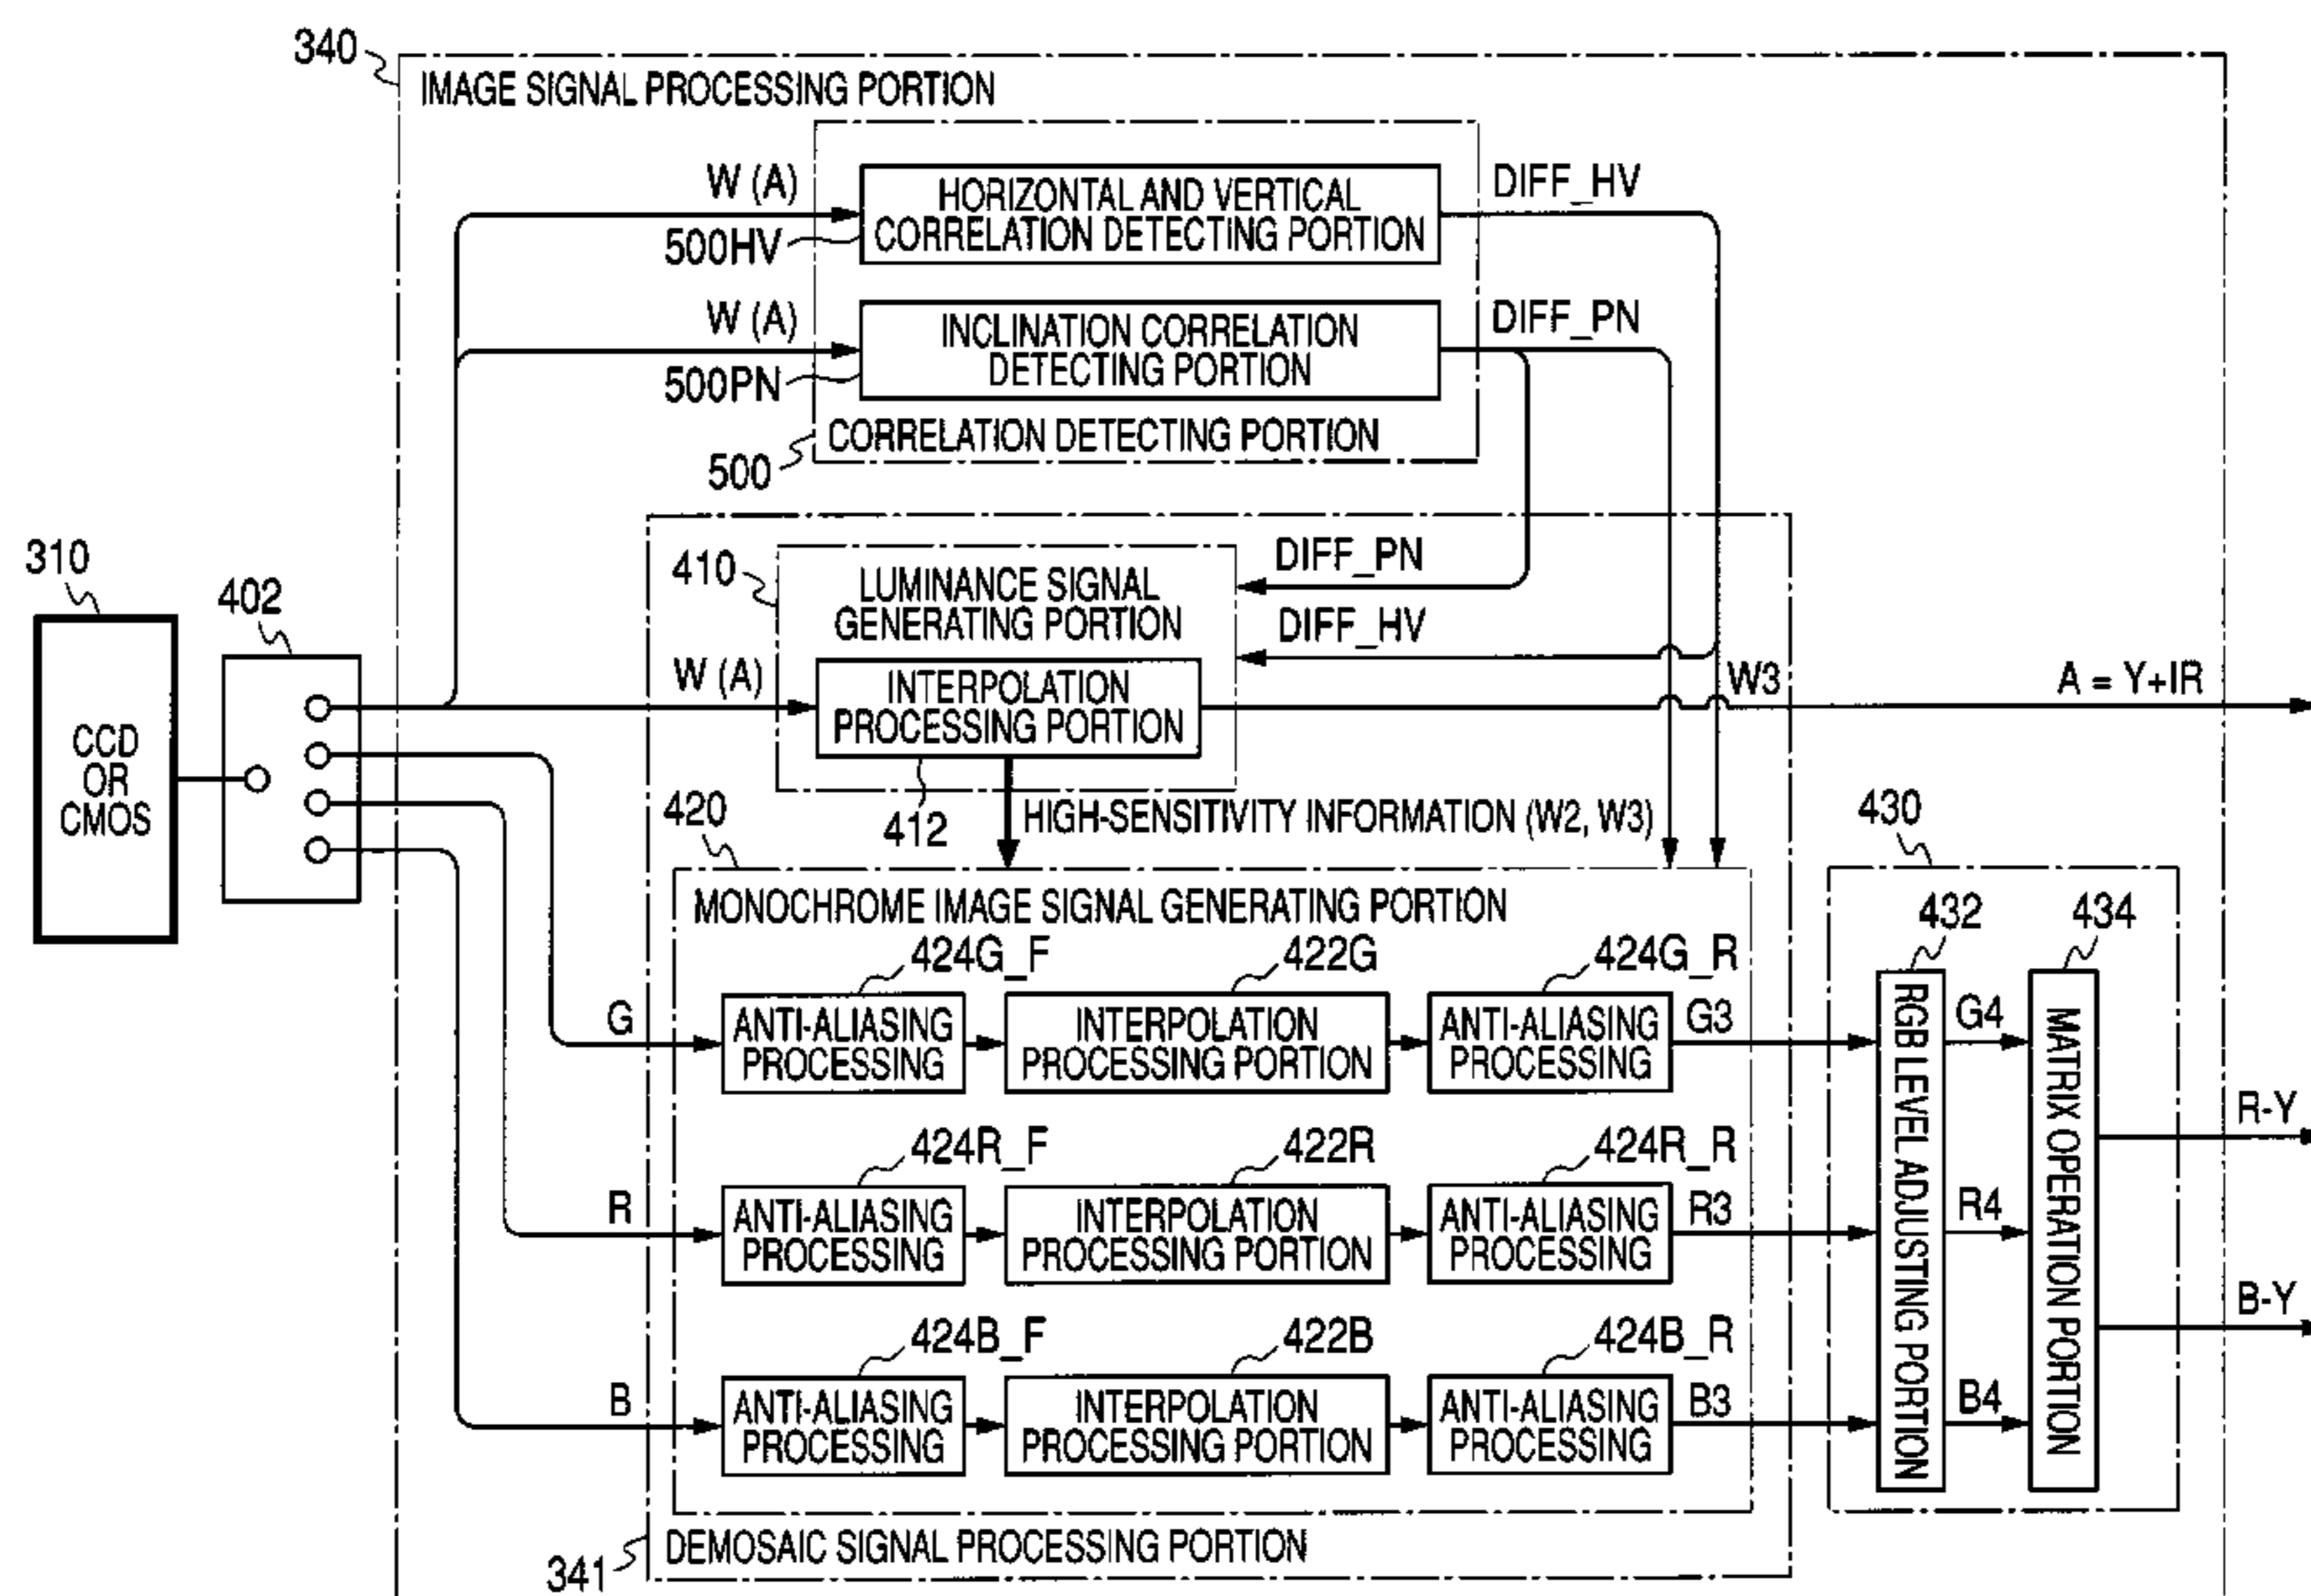 340
IMAGE SIGNAL PROCESSING PORTION
W (A)
HORIZONTAL AND VERTICAL
CORRELATION DETECTING PORTION
DIFF_HV
500HV
W (A)
INCLINATION CORRELATION
DETECTING PORTION
DIFF_PN
500PN
CORRELATION DETECTING PORTION
500
310
CCD
OR
CMOS
402
410
LUMINANCE SIGNAL
GENERATING PORTION
DIFF_PN
DIFF_HV
W (A)
INTERPOLATION
PROCESSING PORTION
W3
A = Y+IR
412
HIGH-SENSITIVITY INFORMATION (W2, W3)
420
MONOCHROME IMAGE SIGNAL GENERATING PORTION
424G_F
422G
424G_R
G
ANTI-ALIASING
PROCESSING
INTERPOLATION
PROCESSING PORTION
ANTI-ALIASING
PROCESSING
G3
424R_F
422R
424R_R
R
ANTI-ALIASING
PROCESSING
INTERPOLATION
PROCESSING PORTION
ANTI-ALIASING
PROCESSING
R3
424B_F
422B
424B_R
B
ANTI-ALIASING
PROCESSING
INTERPOLATION
PROCESSING PORTION
ANTI-ALIASING
PROCESSING
B3
DEMOSAIC SIGNAL PROCESSING PORTION
341
430
432
434
RGB LEVEL ADJUSTING PORTION
G4
R4
B4
MATRIX OPERATION PORTION
R-Y
B-Y